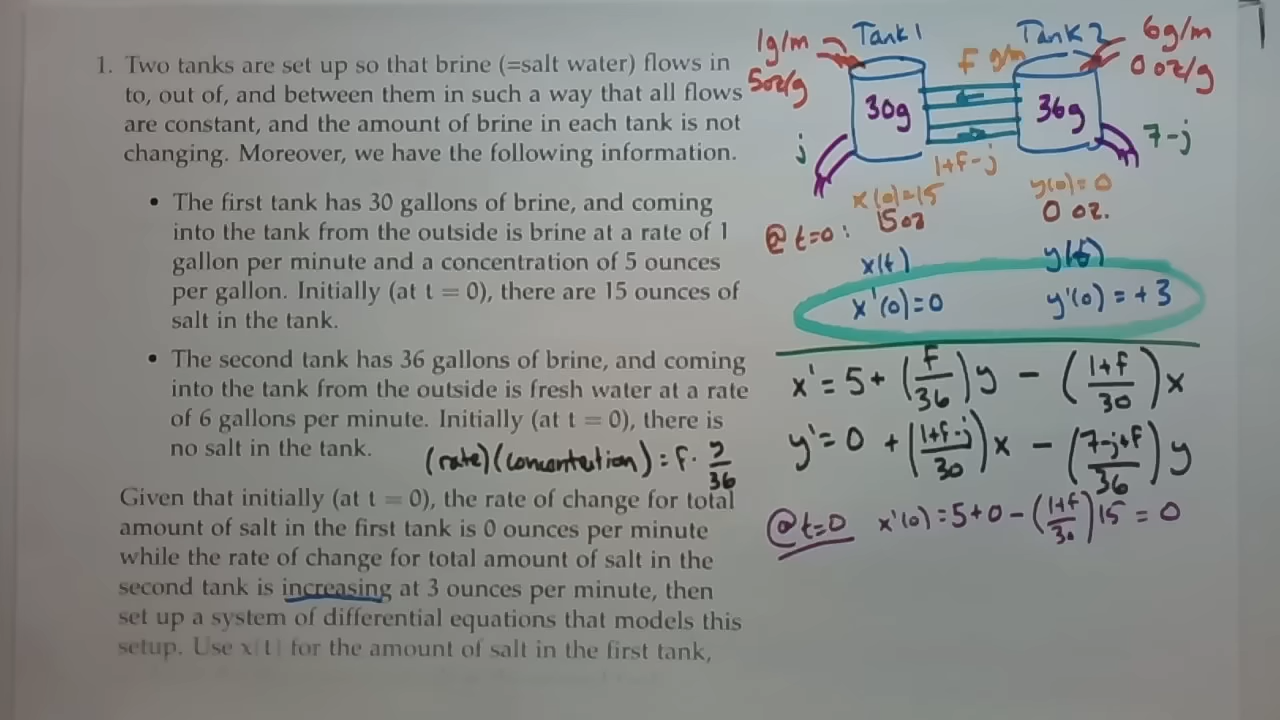 1. Two tanks are set up so that brine (=salt water) flows in
to, out of, and between them in such a way that all flows
are constant, and the amount of brine in each tank is not
changing. Moreover, we have the following information.
• The first tank has 30 gallons of brine, and coming
into the tank from the outside is brine at a rate of 1
gallon per minute and a concentration of 5 ounces
per gallon. Initially (at t = 0), there are 15 ounces of
salt in the tank.
• The second tank has 36 gallons of brine, and coming
into the tank from the outside is fresh water at a rate
of 6 gallons per minute. Initially (at t = 0), there is
no salt in the tank.
(rate)(concentration) = f · y/36
Given that initially (at t = 0), the rate of change for total
amount of salt in the first tank is 0 ounces per minute
while the rate of change for total amount of salt in the
second tank is increasing at 3 ounces per minute, then
set up a system of differential equations that models this
setup. Use x(t) for the amount of salt in the first tank,
1g/m Tank 1 Tank 2 6g/m
5oz/g f g/m 0 oz/g
30g 36g
j 1+f-j 7-j
x(0)=15 y(0)=0
@ t=0: 15oz 0 oz.
x(t) y(t)
x'(0)=0 y'(0)=+3
x' = 5 + (f/36)y - (1+f/30)x
y' = 0 + (1+f-j/30)x - (7-j+f/36)y
@t=0 x'(0)=5+0-(1+f/30)15=0